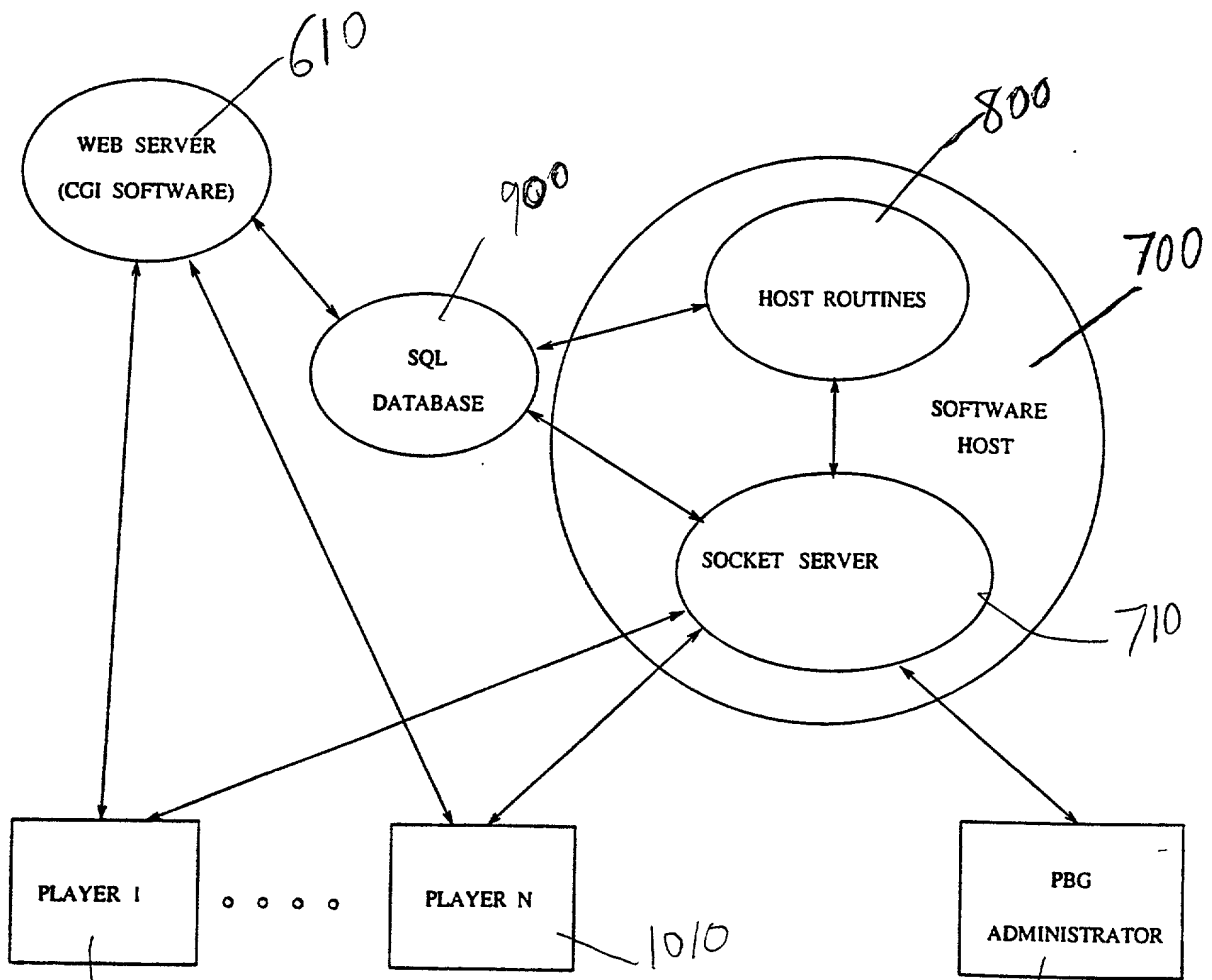 610
WEB SERVER
(CGI SOFTWARE)
800
900
700
HOST ROUTINES
SQL
DATABASE
SOFTWARE
HOST
SOCKET SERVER
710
PLAYER 1
PLAYER N
1010
PBG
ADMINISTRATOR